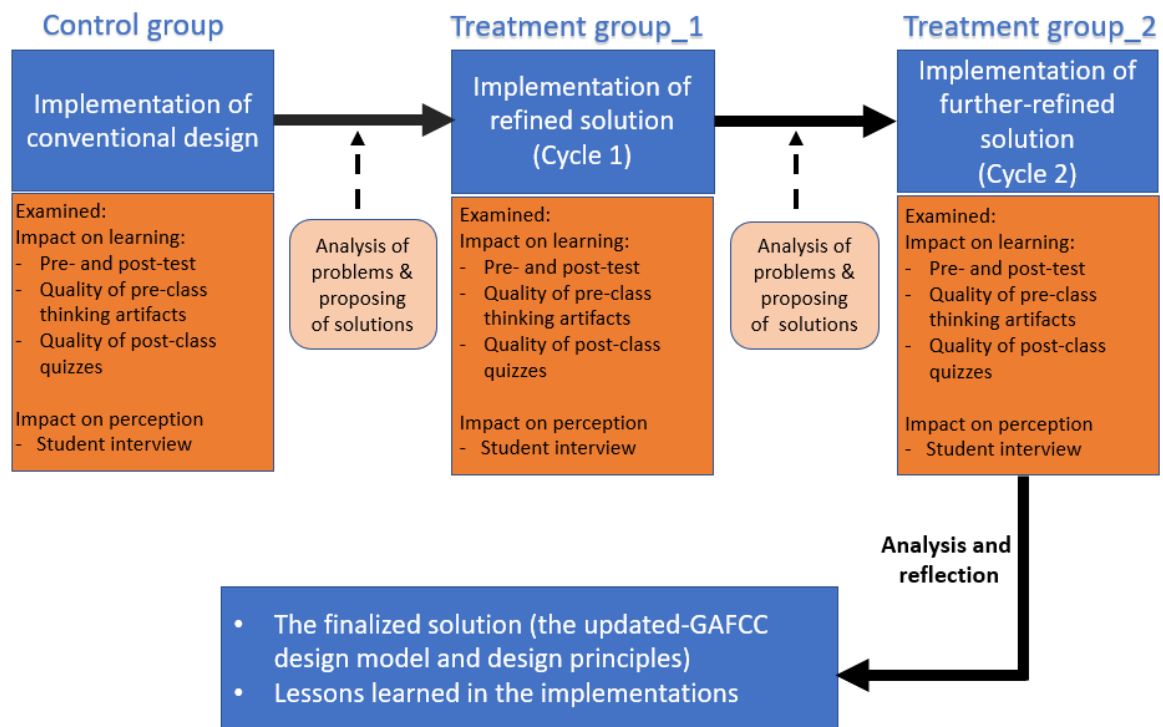 Control group
Implementation of
conventional design
Examined:
Impact on learning:
- Pre- and post-test
- Quality of pre-class
thinking artifacts
- Quality of post-class
quizzes
Impact on perception
- Student interview
Analysis of
problems &
proposing
of solutions
Treatment group_1
Implementation of
refined solution
(Cycle 1)
Examined:
Impact on learning:
- Pre- and post-test
- Quality of pre-class
thinking artifacts
- Quality of post-class
quizzes
Impact on perception
- Student interview
Analysis of
problems &
proposing
of solutions
Treatment group_2
Implementation of
further-refined
solution
(Cycle 2)
Examined:
Impact on learning:
- Pre- and post-test
- Quality of pre-class
thinking artifacts
- Quality of post-class
quizzes
Impact on perception
- Student interview
Analysis and
reflection
• The finalized solution (the updated-GAFCC
design model and design principles)
• Lessons learned in the implementations